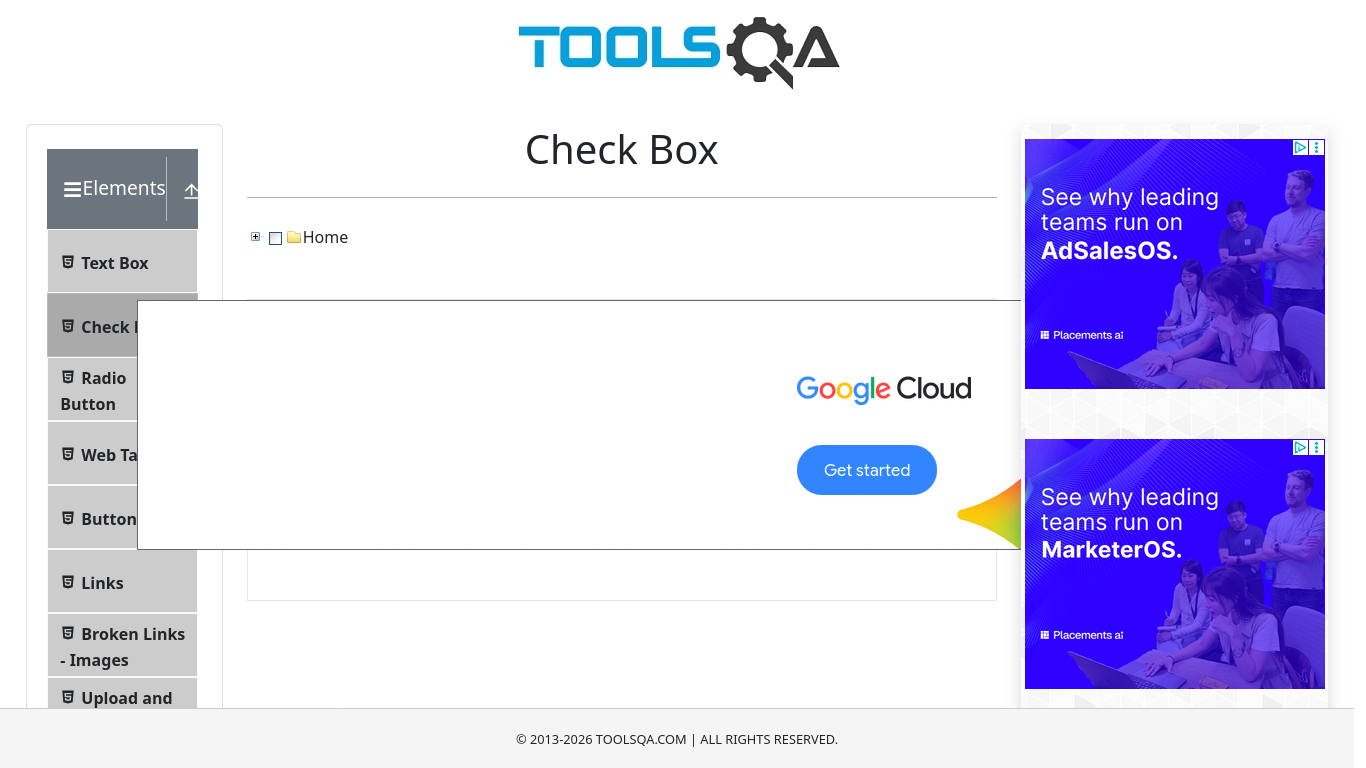 TOOLSQA
Elements
Text Box
Check
Radio
Button
Web Ta
Button
Links
Broken Links
- Images
Upload and
Check Box
Home
Google Cloud
Get started
See why leading
teams run on
AdSalesOS.
Placements ai
See why leading
teams run on
MarketerOS.
Placements ai
© 2013-2026 TOOLSQA.COM | ALL RIGHTS RESERVED.